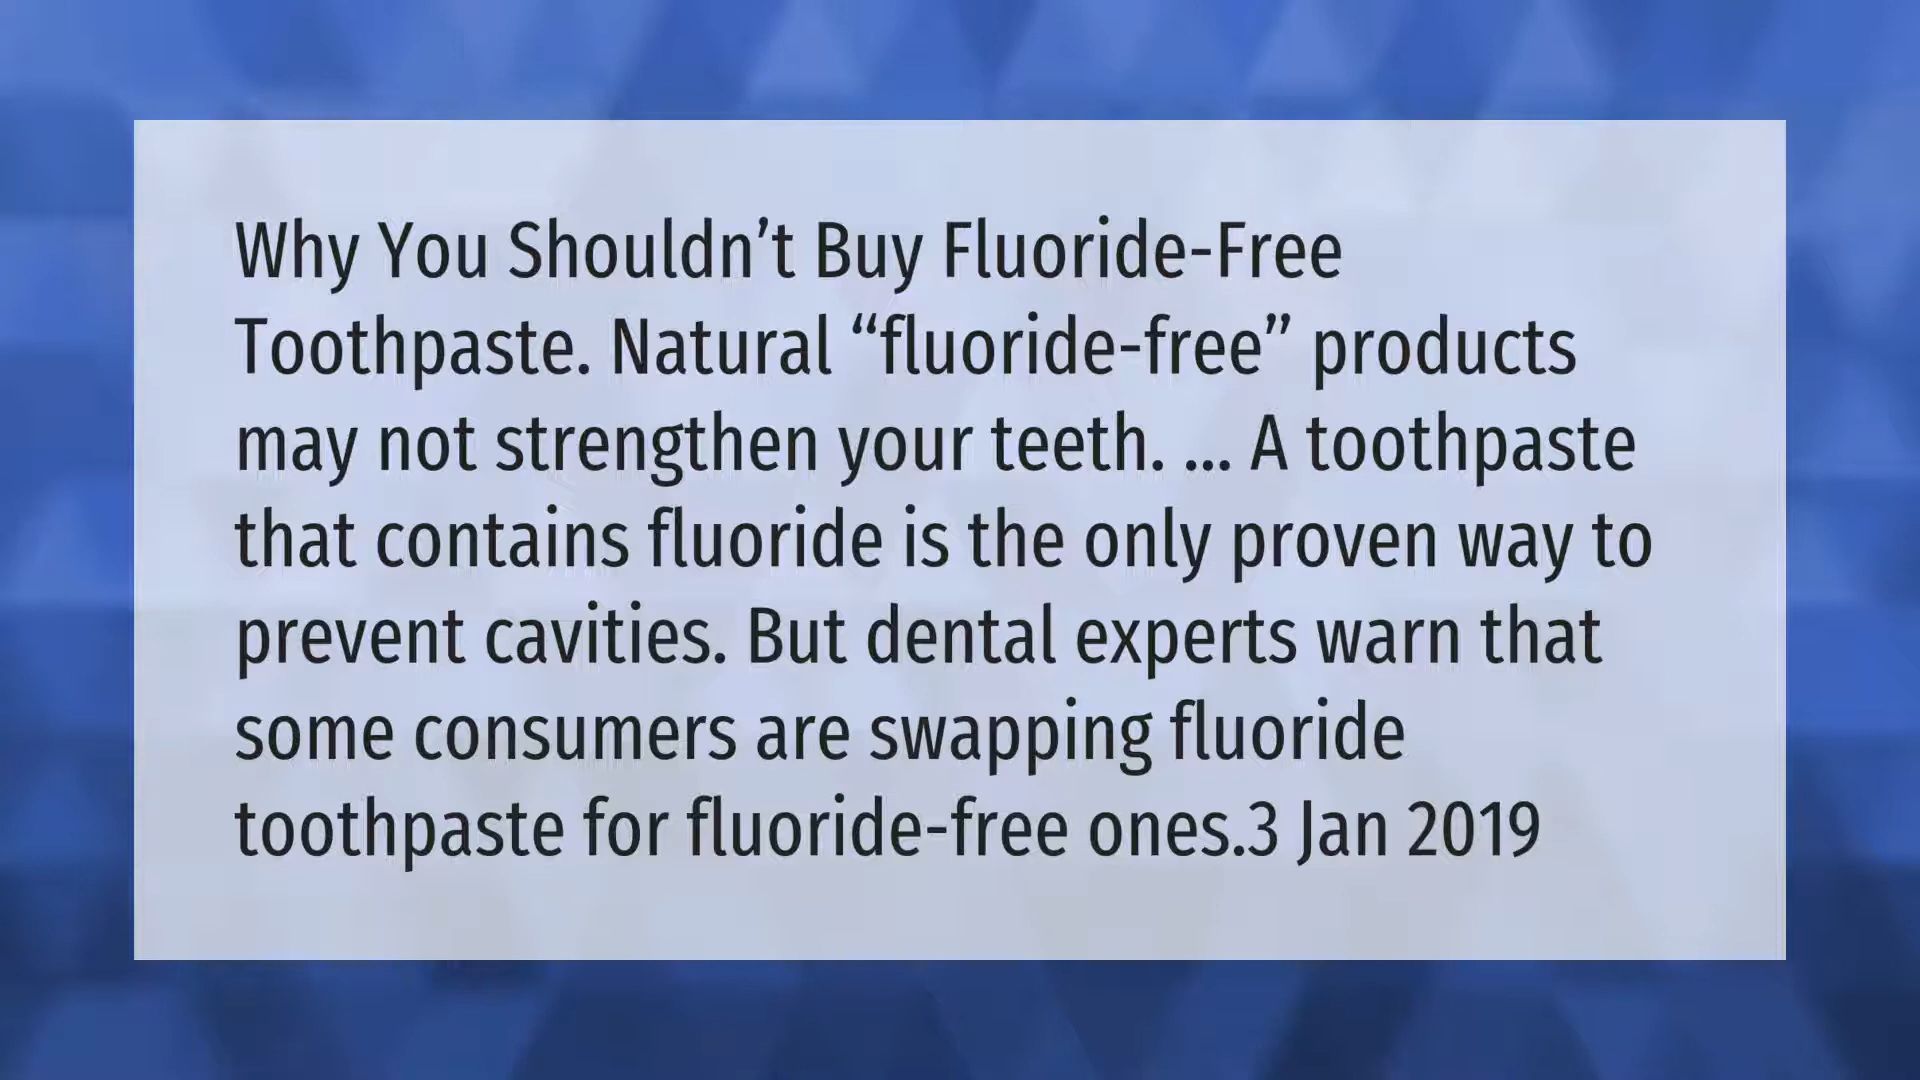 Why You Shouldn’t Buy Fluoride-Free
Toothpaste. Natural “fluoride-free” products
may not strengthen your teeth. ... A toothpaste
that contains fluoride is the only proven way to
prevent cavities. But dental experts warn that
some consumers are swapping fluoride
toothpaste for fluoride-free ones.3 Jan 2019